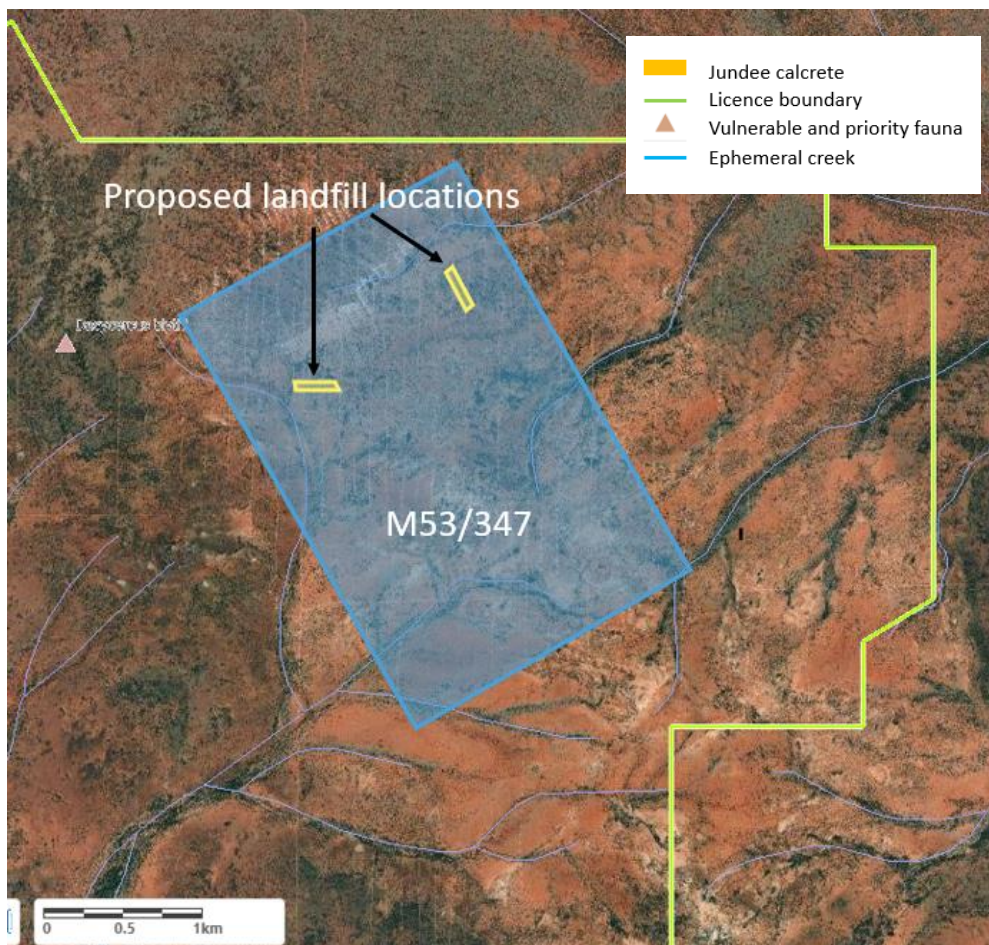 Jundee calcrete
Licence boundary
Vulnerable and priority fauna
Ephemeral creek
Proposed landfill locations
M53/347
0 0.5 1km